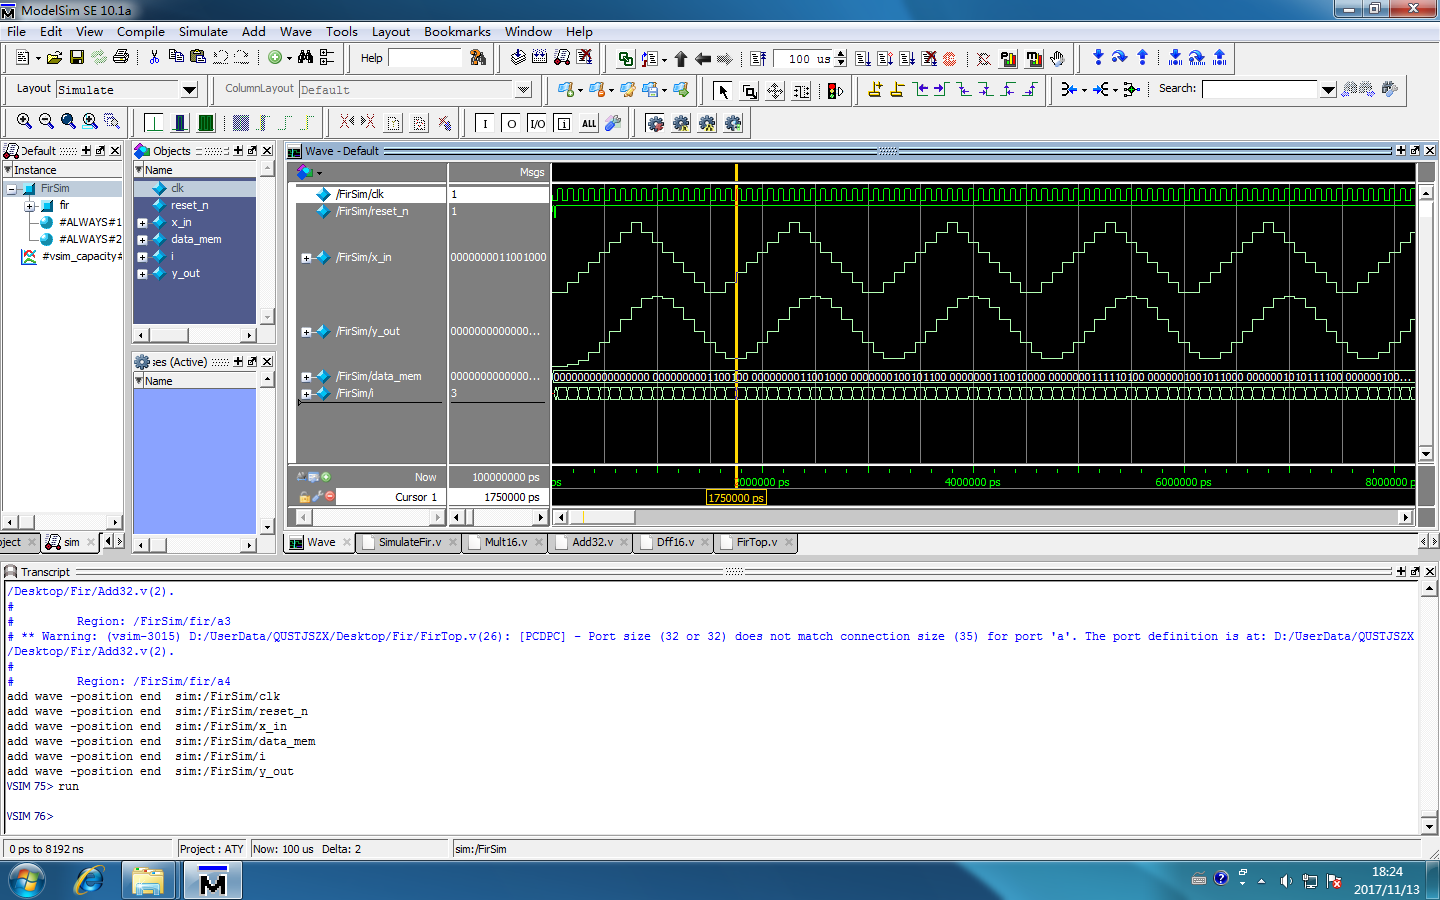 ModelSim SE 10.1a
File Edit View Compile Simulate Add Wave Tools Layout Bookmarks Window Help
Help
100 us
Layout Simulate
ColumnLayout Default
Search:
I O I/O i ALL
Default
Instance
FirSim
fir
#ALWAYS#1
#ALWAYS#2
#vsim_capacity#
Objects
Name
clk
reset_n
x_in
data_mem
i
y_out
ses (Active)
Name
Wave - Default
Msgs
/FirSim/clk 1
/FirSim/reset_n 1
/FirSim/x_in 0000000011001000
/FirSim/y_out 0000000000000...
/FirSim/data_mem 0000000000000... 0000000000000000 0000000001100100 0000000011001000 0000000100101100 0000000110010000 0000000111110100 0000001001011000 0000001010111100 000000100...
/FirSim/i 3
Now 100000000 ps
ps 2000000 ps 4000000 ps 6000000 ps 8000000 ps
Cursor 1 1750000 ps
1750000 ps
oject sim
Wave SimulateFir.v Mult16.v Add32.v Dff16.v FirTop.v
Transcript
/Desktop/Fir/Add32.v(2).
#
# Region: /FirSim/fir/a3
# ** Warning: (vsim-3015) D:/UserData/QUSTJSZX/Desktop/Fir/FirTop.v(26): [PCDPC] - Port size (32 or 32) does not match connection size (35) for port 'a'. The port definition is at: D:/UserData/QUSTJSZX
/Desktop/Fir/Add32.v(2).
#
# Region: /FirSim/fir/a4
add wave -position end sim:/FirSim/clk
add wave -position end sim:/FirSim/reset_n
add wave -position end sim:/FirSim/x_in
add wave -position end sim:/FirSim/data_mem
add wave -position end sim:/FirSim/i
add wave -position end sim:/FirSim/y_out
VSIM 75> run
VSIM 76>
0 ps to 8192 ns Project : ATY Now: 100 us Delta: 2 sim:/FirSim
M
18:24
2017/11/13